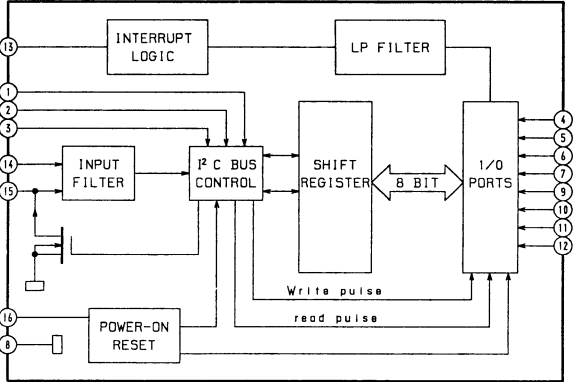 13
INTERRUPT
LOGIC
LP FILTER
1
2
3
4
5
6
7
9
10
11
12
14
15
INPUT
FILTER
I² C BUS
CONTROL
SHIFT
REGISTER
8 BIT
I/O
PORTS
Write pulse
read pulse
16
8
POWER-ON
RESET